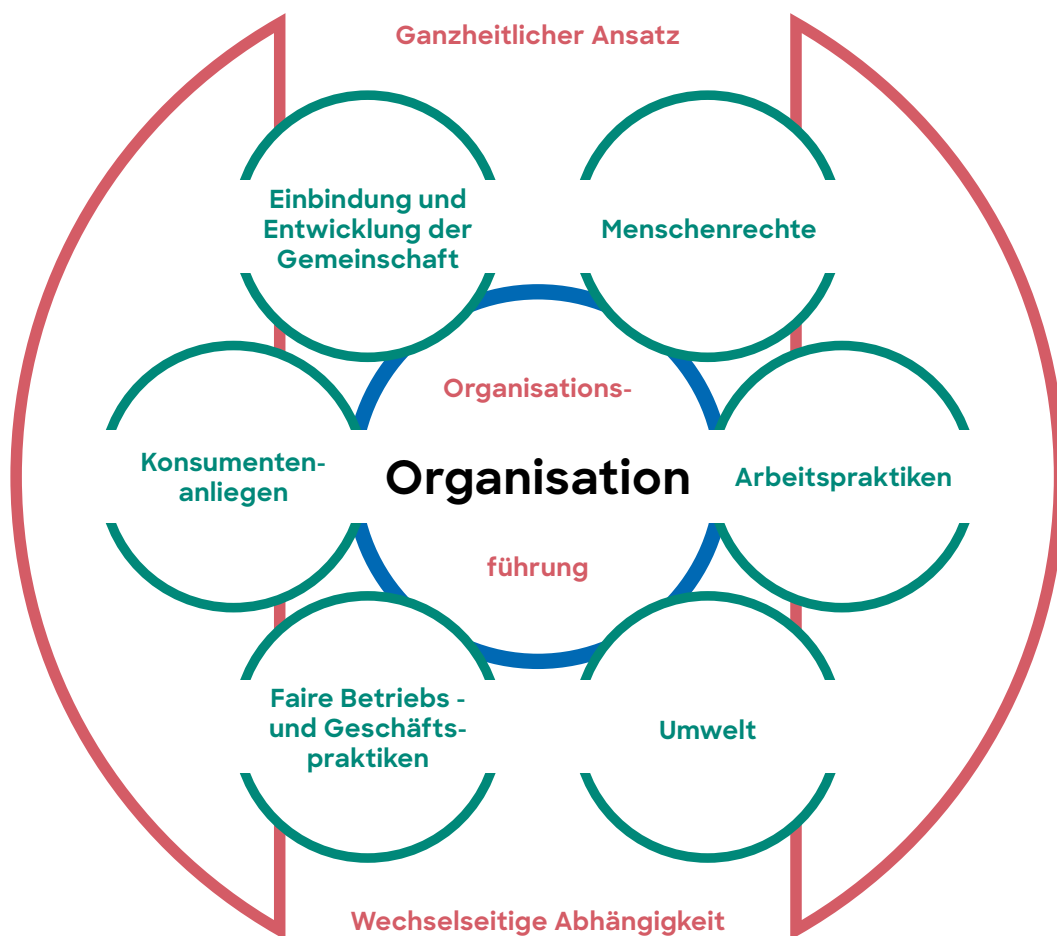 Ganzheitlicher Ansatz
Einbindung und
Entwicklung der
Gemeinschaft
Menschenrechte
Organisations-
Konsumenten-
anliegen
Organisation
Arbeitspraktiken
führung
Faire Betriebs -
und Geschäfts-
praktiken
Umwelt
Wechselseitige Abhängigkeit